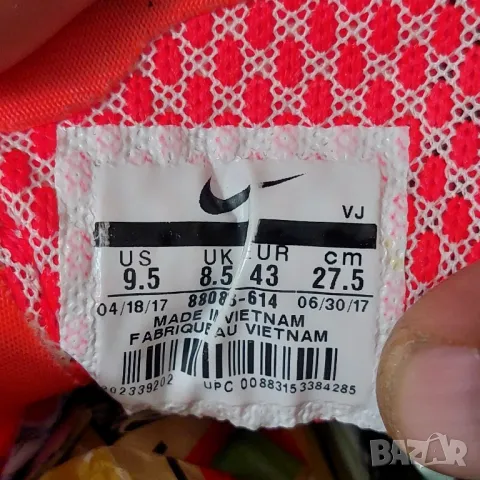 VJ
US UK EUR cm
9.5 8.5 43 27.5
04/18/17 06/30/17
MADE IN VIETNAM
FABRIQUE AU VIETNAM
UPC 00883153384285
BAZAR